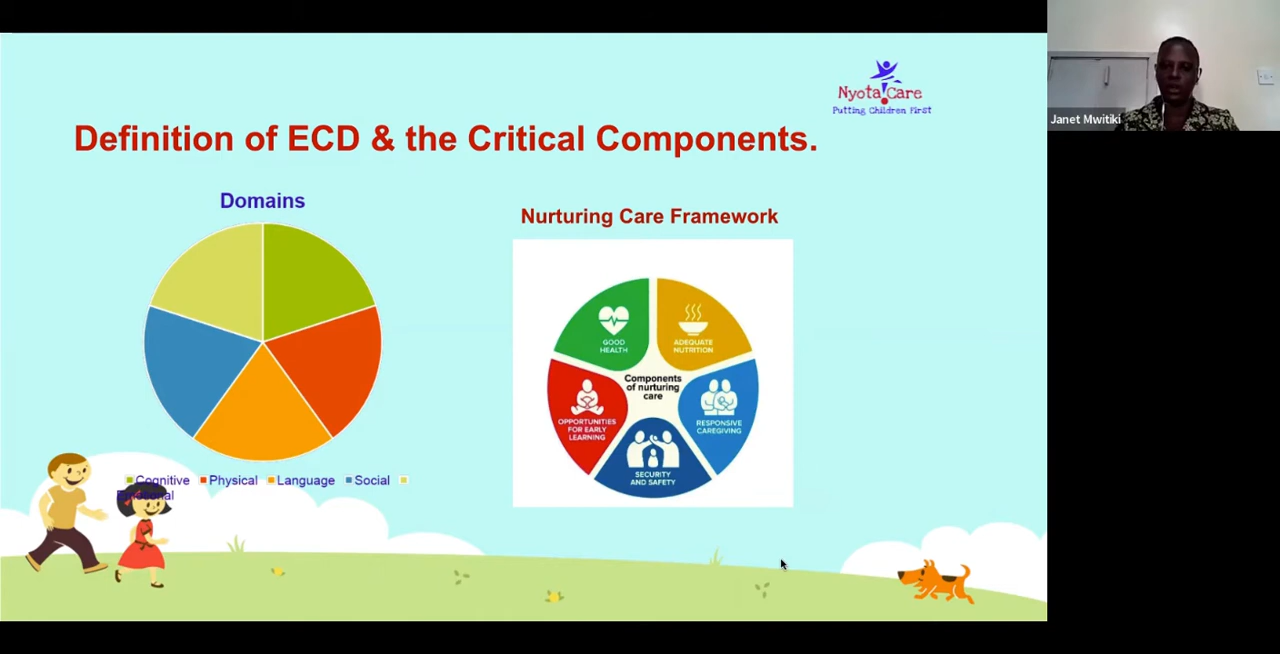 Nyota Care
Putting Children First
Janet Mwitiki
Definition of ECD & the Critical Components.
Domains
Cognitive Physical Language Social
Emotional
Nurturing Care Framework
GOOD
HEALTH
ADEQUATE
NUTRITION
Components
of nurturing
care
OPPORTUNITIES
FOR EARLY
LEARNING
RESPONSIVE
CAREGIVING
SECURITY
AND SAFETY